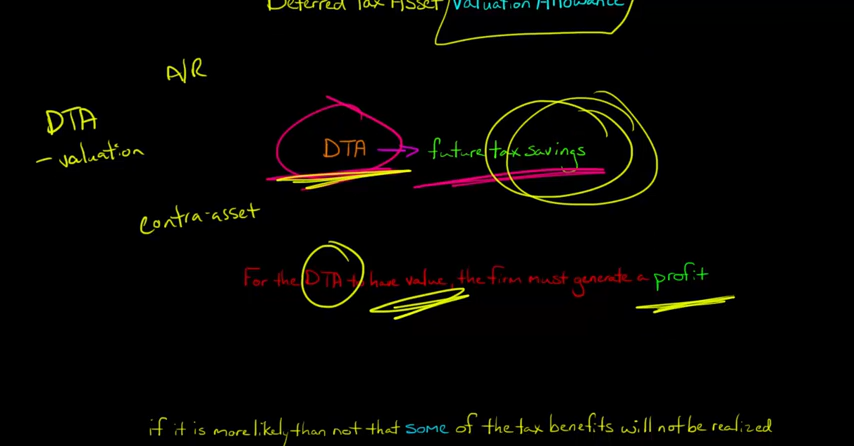 Deferred Tax Asset Valuation Allowance
A/R
DTA
- valuation
DTA → future tax savings
contra-asset
For the DTA to have value, the firm must generate a profit
if it is more likely than not that some of the tax benefits will not be realized